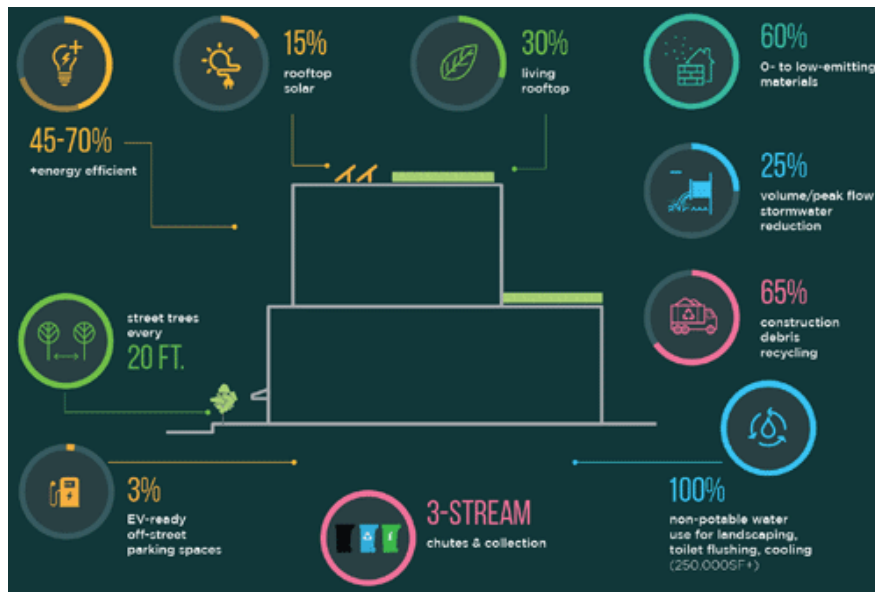 15%
rooftop
solar
30%
living
rooftop
60%
0- to low-emitting
materials
45-70%
+energy efficient
25%
volume/peak flow
stormwater
reduction
65%
construction
debris
recycling
street trees
every
20 FT.
3%
EV-ready
off-street
parking spaces
3-STREAM
chutes & collection
100%
non-potable water
use for landscaping,
toilet flushing, cooling
(250,000SF+)